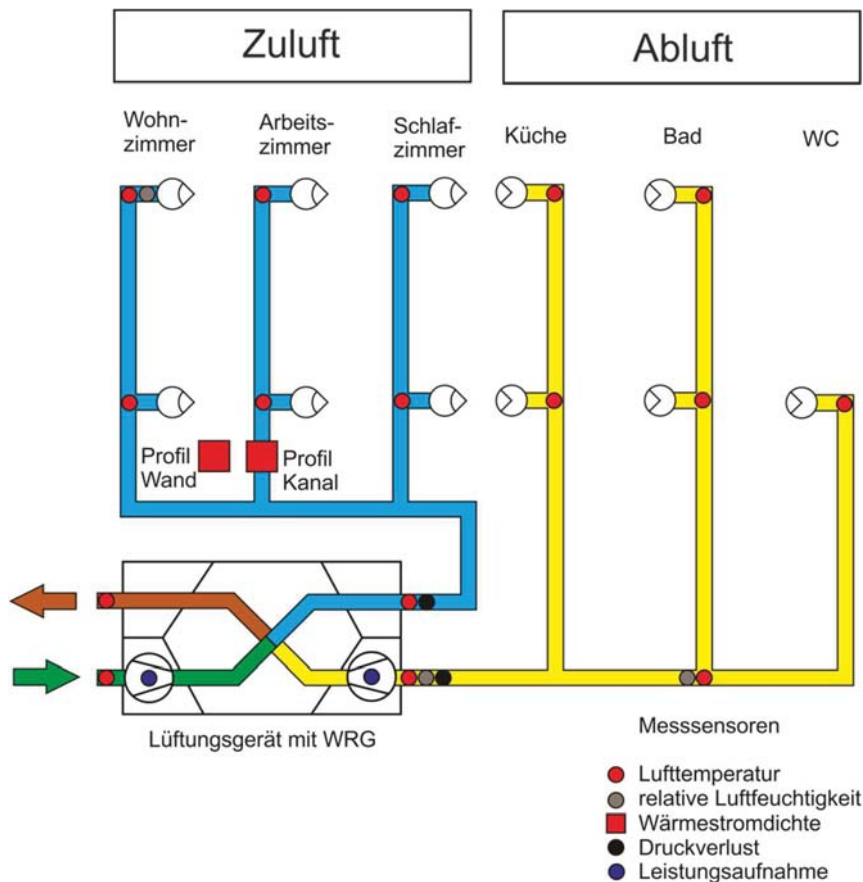 Zuluft
Abluft
Wohn-
zimmer
Arbeits-
zimmer
Schlaf-
zimmer
Küche
Bad
WC
Profil
Wand
Profil
Kanal
Lüftungsgerät mit WRG
Messsensoren
Lufttemperatur
relative Luftfeuchtigkeit
Wärmestromdichte
Druckverlust
Leistungsaufnahme